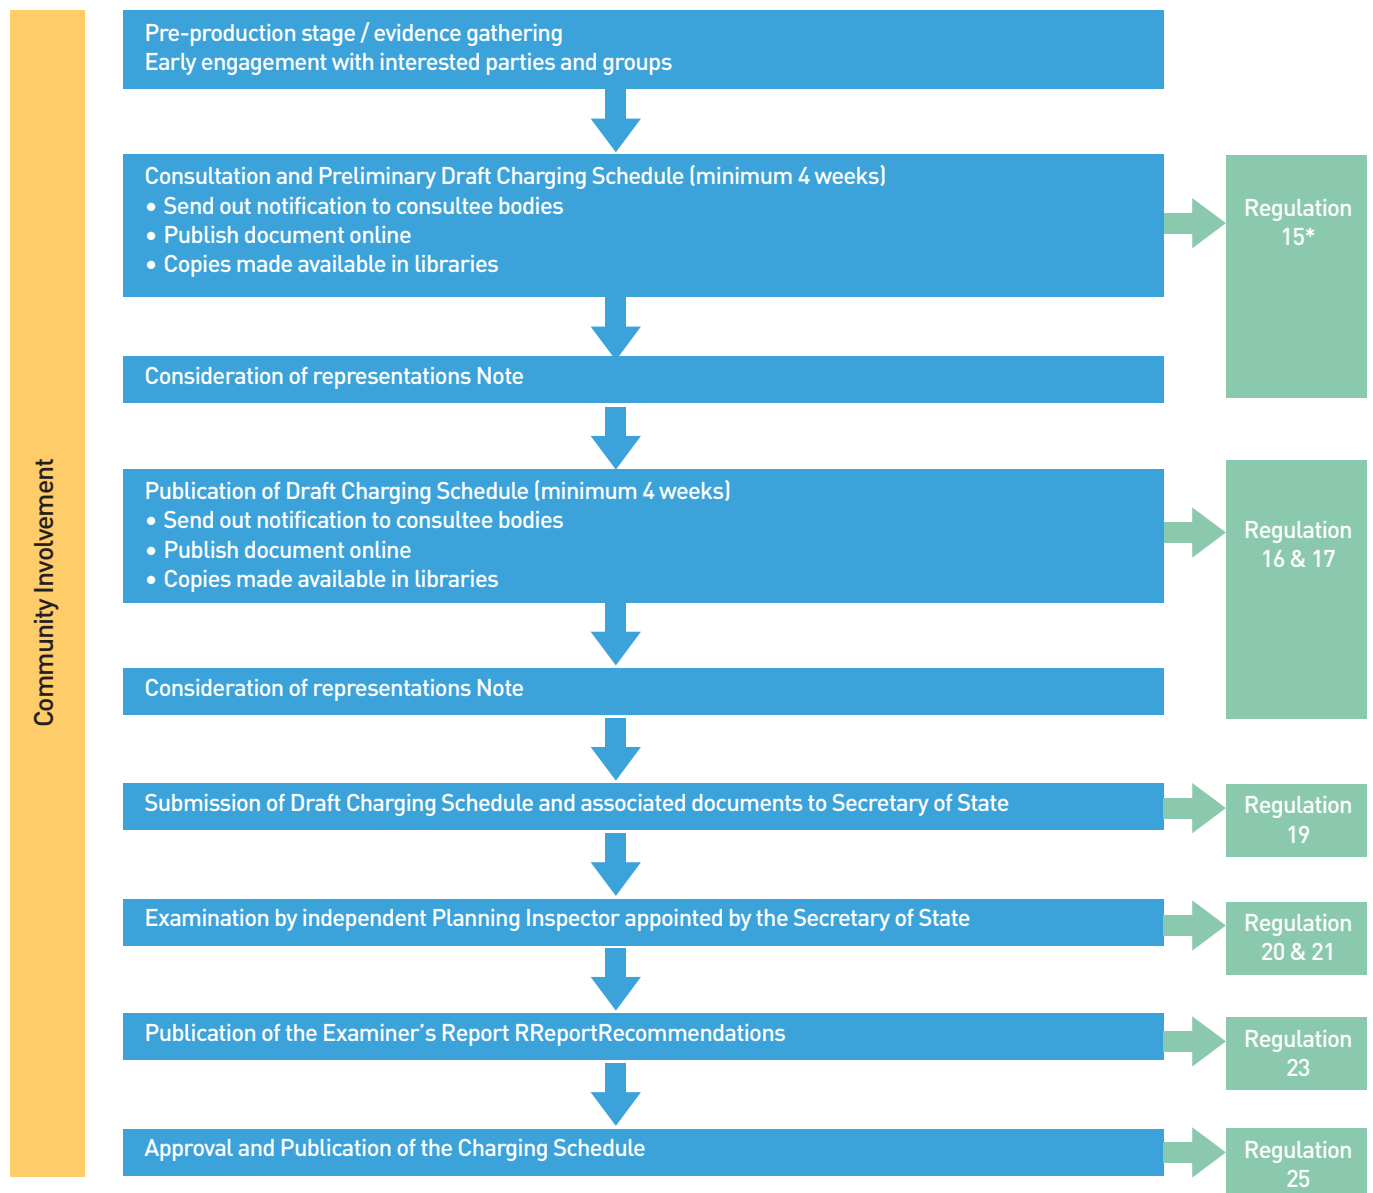 Community Involvement
Pre-production stage / evidence gathering
Early engagement with interested parties and groups
Consultation and Preliminary Draft Charging Schedule (minimum 4 weeks)
• Send out notification to consultee bodies
• Publish document online
• Copies made available in libraries
Regulation
15*
Consideration of representations Note
Publication of Draft Charging Schedule (minimum 4 weeks)
• Send out notification to consultee bodies
• Publish document online
• Copies made available in libraries
Regulation
16 & 17
Consideration of representations Note
Submission of Draft Charging Schedule and associated documents to Secretary of State
Regulation
19
Examination by independent Planning Inspector appointed by the Secretary of State
Regulation
20 & 21
Publication of the Examiner's Report RReportRecommendations
Regulation
23
Approval and Publication of the Charging Schedule
Regulation
25